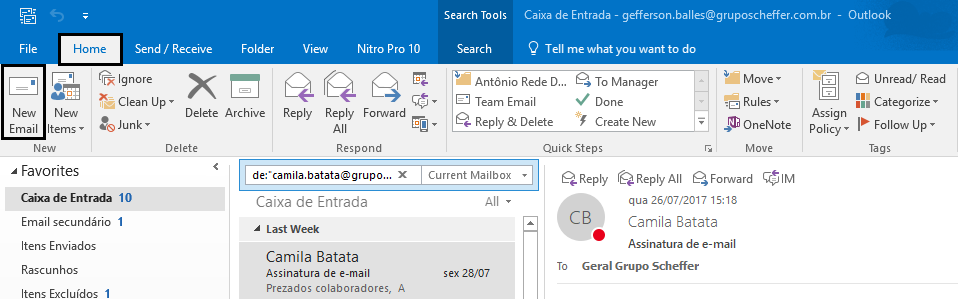 Search Tools
Caixa de Entrada - gefferson.balles@gruposcheffer.com.br - Outlook
File
Home
Send / Receive
Folder
View
Nitro Pro 10
Search
Tell me what you want to do
New Email
New Items
New
Ignore
Clean Up
Junk
Delete
Archive
Delete
Reply
Reply All
Forward
Respond
Antônio Rede D...
Team Email
Reply & Delete
To Manager
Done
Create New
Quick Steps
Move
Rules
OneNote
Move
Assign Policy
Unread/ Read
Categorize
Follow Up
Tags
Favorites
Caixa de Entrada 10
Email secundário 1
Itens Enviados
Rascunhos
Itens Excluídos 1
de:"camila.batata@grupo...
Current Mailbox
Caixa de Entrada
All
Last Week
Camila Batata
Assinatura de e-mail sex 28/07
Prezados colaboradores, A
Reply
Reply All
Forward
IM
CB
qua 26/07/2017 15:18
Camila Batata
Assinatura de e-mail
To Geral Grupo Scheffer